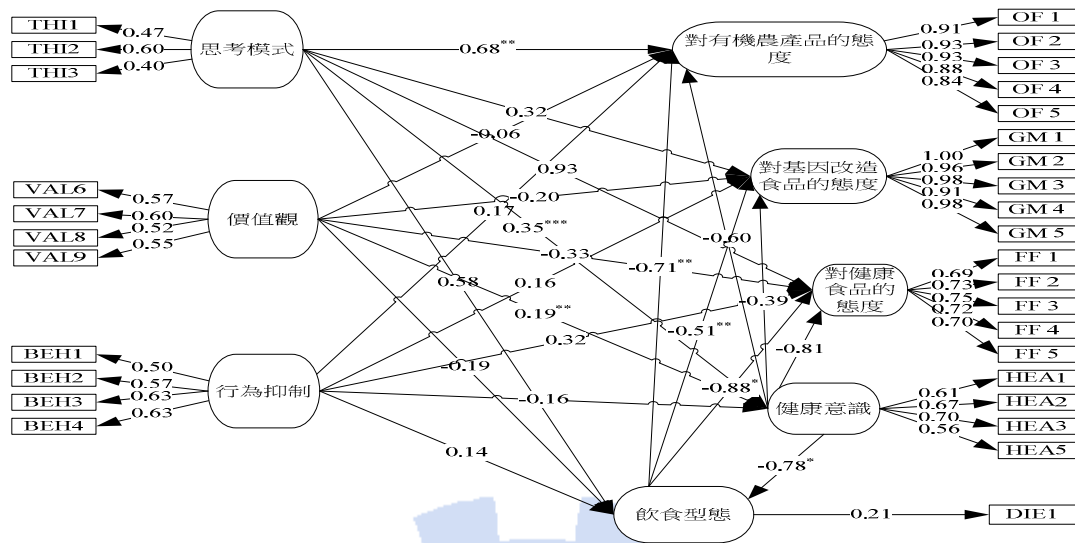 THI1
THI2
THI3
0.47
0.60
0.40
思考模式
VAL6
VAL7
VAL8
VAL9
0.57
0.60
0.52
0.55
價值觀
BEH1
BEH2
BEH3
BEH4
0.50
0.57
0.63
0.63
行為抑制
0.68**
0.32
-0.06
0.93
-0.20
0.17
0.35***
-0.33
-0.60
0.58
0.16
-0.71**
0.19**
-0.39
0.32
-0.51**
-0.81
-0.19
-0.16
-0.88*
0.14
-0.78*
對有機農產品的態
度
0.91
0.93
0.93
0.88
0.84
OF 1
OF 2
OF 3
OF 4
OF 5
對基因改造
食品的態度
1.00
0.96
0.98
0.91
0.98
GM 1
GM 2
GM 3
GM 4
GM 5
對健康
食品的
態度
0.69
0.73
0.75
0.72
0.70
FF 1
FF 2
FF 3
FF 4
FF 5
健康意識
0.61
0.67
0.70
0.56
HEA1
HEA2
HEA3
HEA5
飲食型態
0.21
DIE1